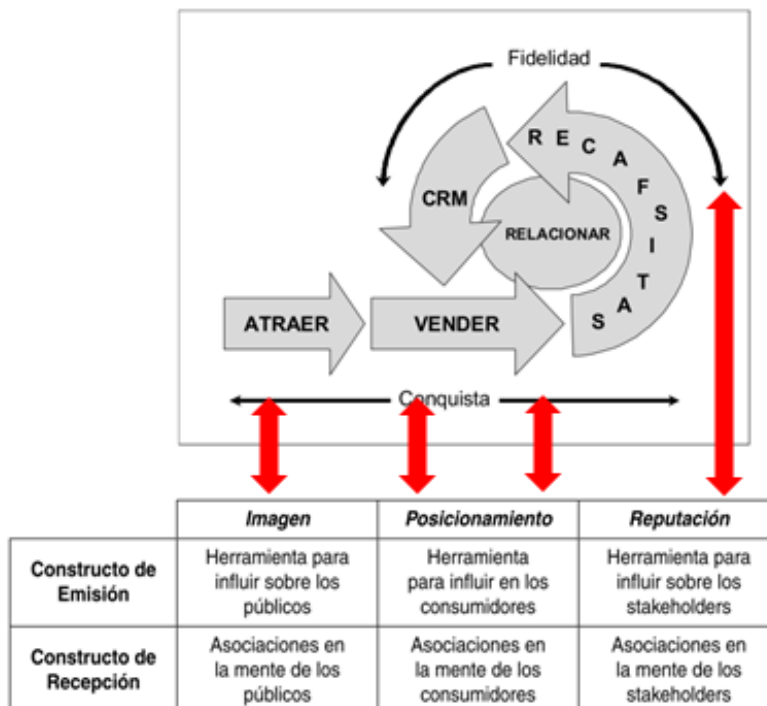 Fidelidad
RECAFSITAS
CRM
RELACIONAR
ATRAER
VENDER
Conquista
Imagen
Posicionamiento
Reputación
Constructo de
Emisión
Herramienta para
influir sobre los
públicos
Herramienta
para influir en los
consumidores
Herramienta para
influir sobre los
stakeholders
Constructo de
Recepción
Asociaciones en
la mente de los
públicos
Asociaciones en
la mente de los
consumidores
Asociaciones en
la mente de los
stakeholders